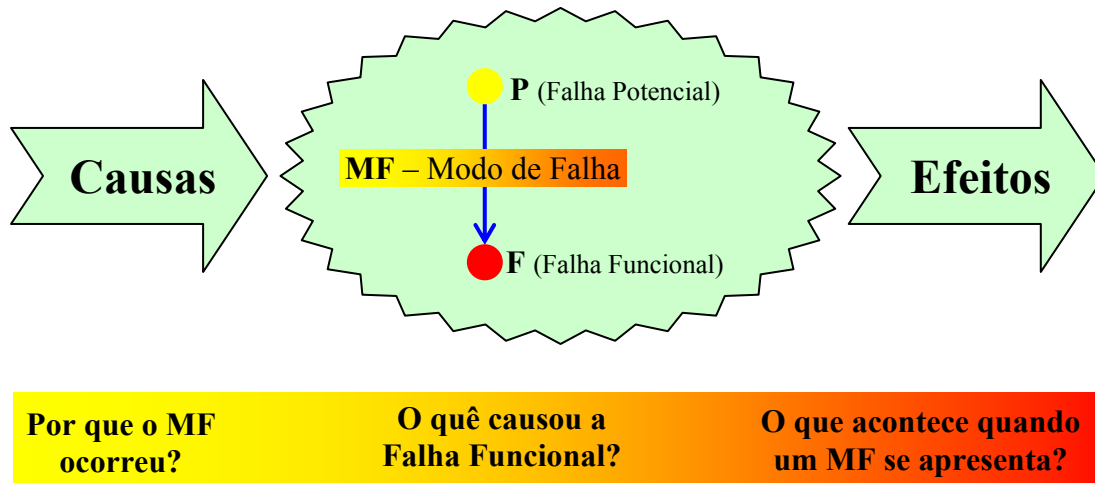 P (Falha Potencial)
Causas
MF – Modo de Falha
Efeitos
F (Falha Funcional)
Por que o MF
ocorreu?
O quê causou a
Falha Funcional?
O que acontece quando
um MF se apresenta?